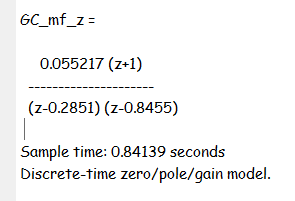 GC_mf_z =
0.055217 (z+1)
---------------------
(z-0.2851) (z-0.8455)
Sample time: 0.84139 seconds
Discrete-time zero/pole/gain model.